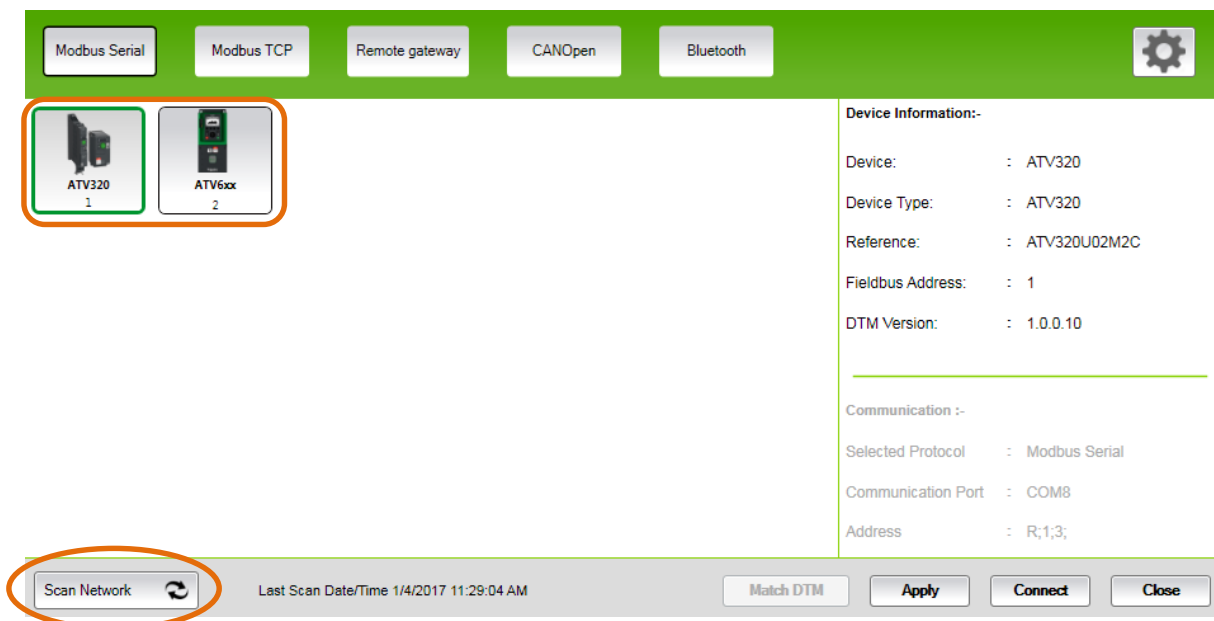 Modbus Serial
Modbus TCP
Remote gateway
CANOpen
Bluetooth
ATV320
1
ATV6xx
2
Device Information:-
Device: : ATV320
Device Type: : ATV320
Reference: : ATV320U02M2C
Fieldbus Address: : 1
DTM Version: : 1.0.0.10
Communication :-
Selected Protocol : Modbus Serial
Communication Port : COM8
Address : R;1;3;
Scan Network
Last Scan Date/Time 1/4/2017 11:29:04 AM
Match DTM
Apply
Connect
Close